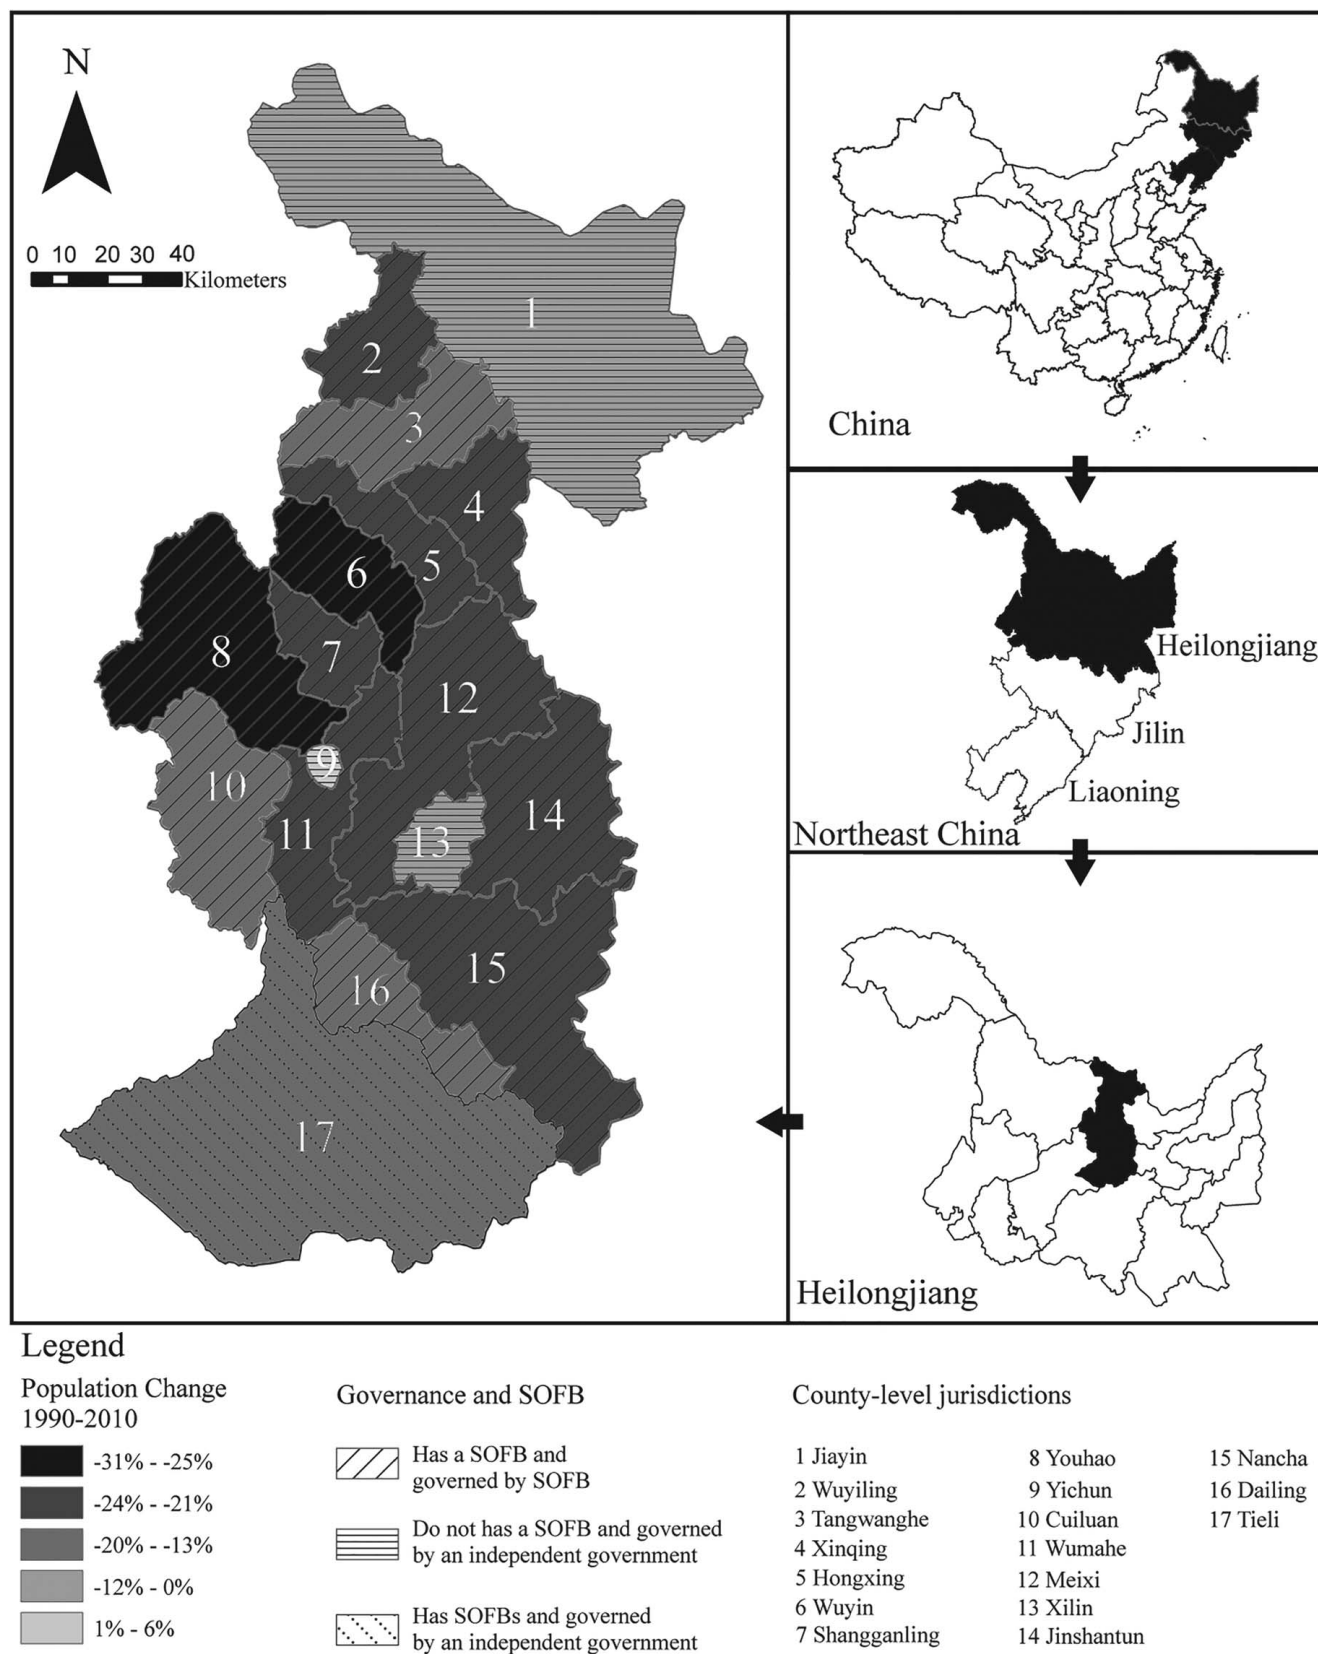 N
0 10 20 30 40
Kilometers
1
2
3
4
5
6
7
8
9
10
11
12
13
14
15
16
17
China
Heilongjiang
Jilin
Liaoning
Northeast China
Heilongjiang
Legend
Population Change
1990-2010
-31% - -25%
-24% - -21%
-20% - -13%
-12% - 0%
1% - 6%
Governance and SOFB
Has a SOFB and
governed by SOFB
Do not has a SOFB and governed
by an independent government
Has SOFBs and governed
by an independent government
County-level jurisdictions
1 Jiayin
2 Wuyiling
3 Tangwanghe
4 Xinqing
5 Hongxing
6 Wuyin
7 Shangganling
8 Youhao
9 Yichun
10 Cuiluan
11 Wumahe
12 Meixi
13 Xilin
14 Jinshantun
15 Nancha
16 Dailing
17 Tieli